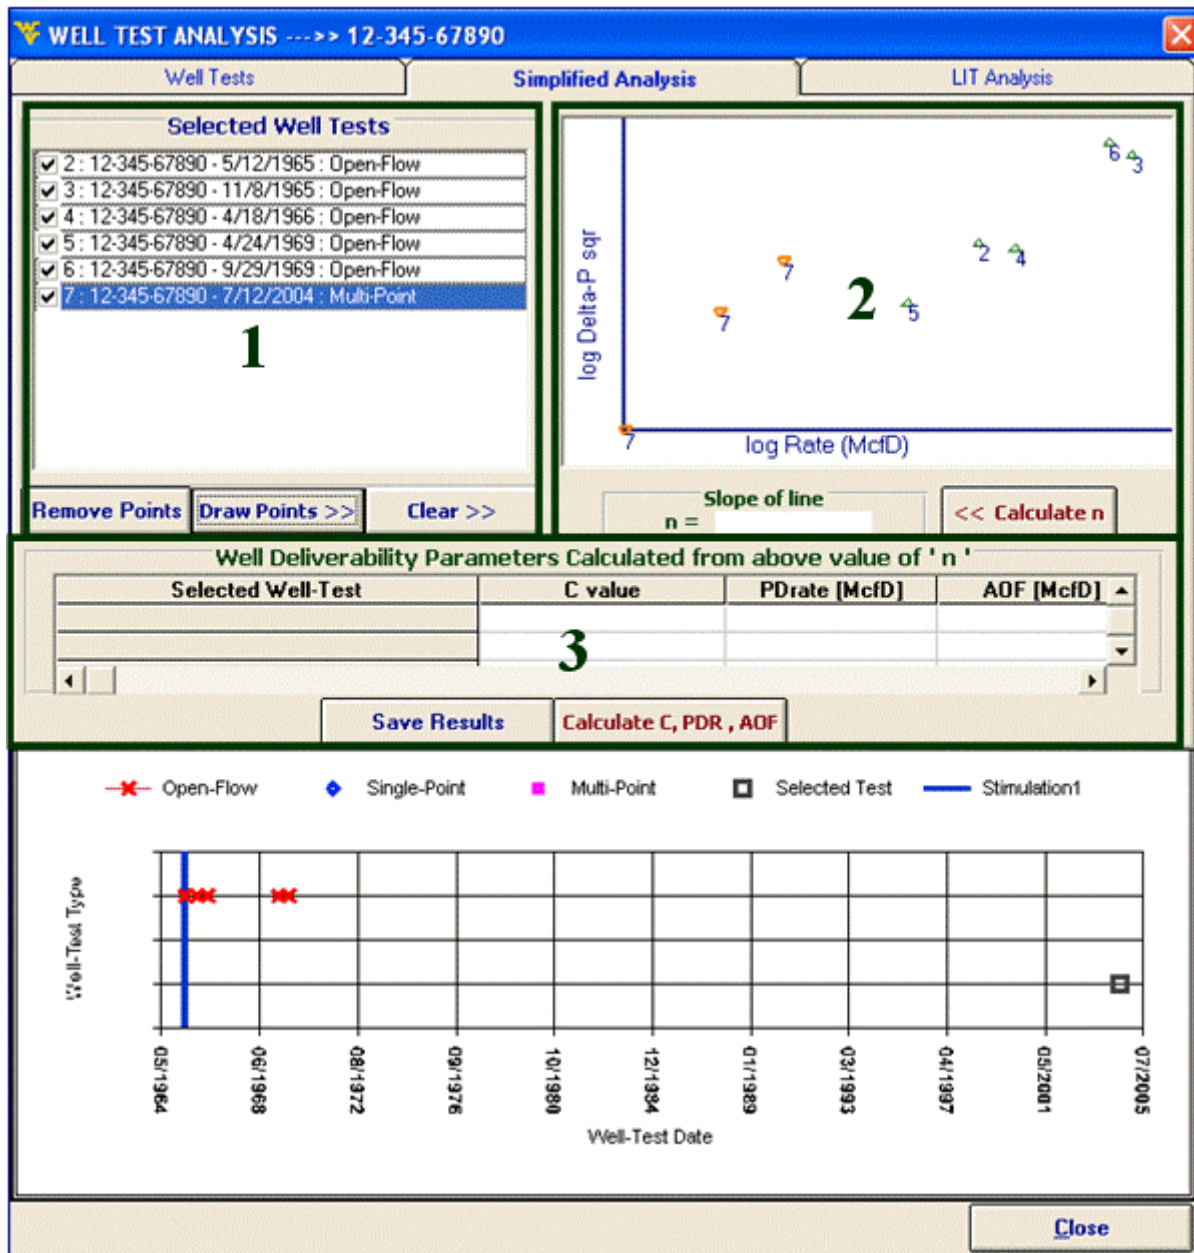 WELL TEST ANALYSIS --->> 12-345-67890
Well Tests
Simplified Analysis
LIT Analysis
Selected Well Tests
2 : 12-345-67890 - 5/12/1965 : Open-Flow
3 : 12-345-67890 - 11/8/1965 : Open-Flow
4 : 12-345-67890 - 4/18/1966 : Open-Flow
5 : 12-345-67890 - 4/24/1969 : Open-Flow
6 : 12-345-67890 - 9/29/1969 : Open-Flow
7 : 12-345-67890 - 7/12/2004 : Multi-Point
1
Remove Points
Draw Points >>
Clear >>
log Delta-P sqr
6
3
2
4
7
2
5
7
7
log Rate (McfD)
Slope of line
n =
<< Calculate n
Well Deliverability Parameters Calculated from above value of ' n '
Selected Well-Test
C value
PDrate [McfD]
AOF [McfD]
3
Save Results
Calculate C, PDR , AOF
Open-Flow
Single-Point
Multi-Point
Selected Test
Stimulation1
Well-Test Type
05/1964
06/1968
08/1972
09/1976
10/1980
12/1984
01/1989
03/1993
04/1997
05/2001
07/2005
Well-Test Date
Close